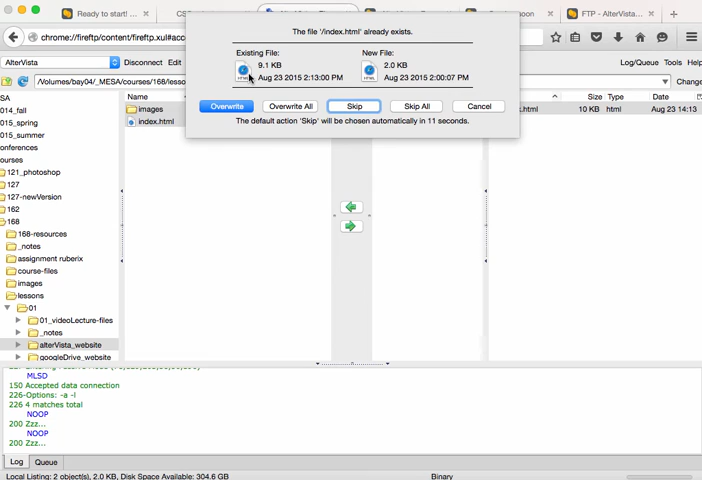 Ready to start! ...
CS
oon
FTP - AlterVista...
chrome://fireftp/content/fireftp.xul#acco
The file '/index.html' already exists.
Existing File:
New File:
9.1 KB
2.0 KB
Aug 23 2015 2:13:00 PM
Aug 23 2015 2:00:07 PM
Overwrite
Overwrite All
Skip
Skip All
Cancel
The default action 'Skip' will be chosen automatically in 11 seconds.
AlterVista
Disconnect
Edit
Log/Queue
Tools
Help
/Volumes/bay04/_MESA/courses/168/lesso
Change
SA
014_fall
015_spring
015_summer
onferences
ourses
121_photoshop
127
127-newVersion
162
168
168-resources
_notes
assignment ruberix
course-files
images
lessons
01
01_videoLecture-files
_notes
alterVista_website
googleDrive_website
Name
images
index.html
Size
Type
Date
.html
10 KB
html
Aug 23 14:13
MLSD
150 Accepted data connection
226-Options: -a -l
226 4 matches total
NOOP
200 Zzz...
NOOP
200 Zzz...
Log
Queue
Local Listing: 2 object(s), 2.0 KB, Disk Space Available: 304.6 GB
Binary